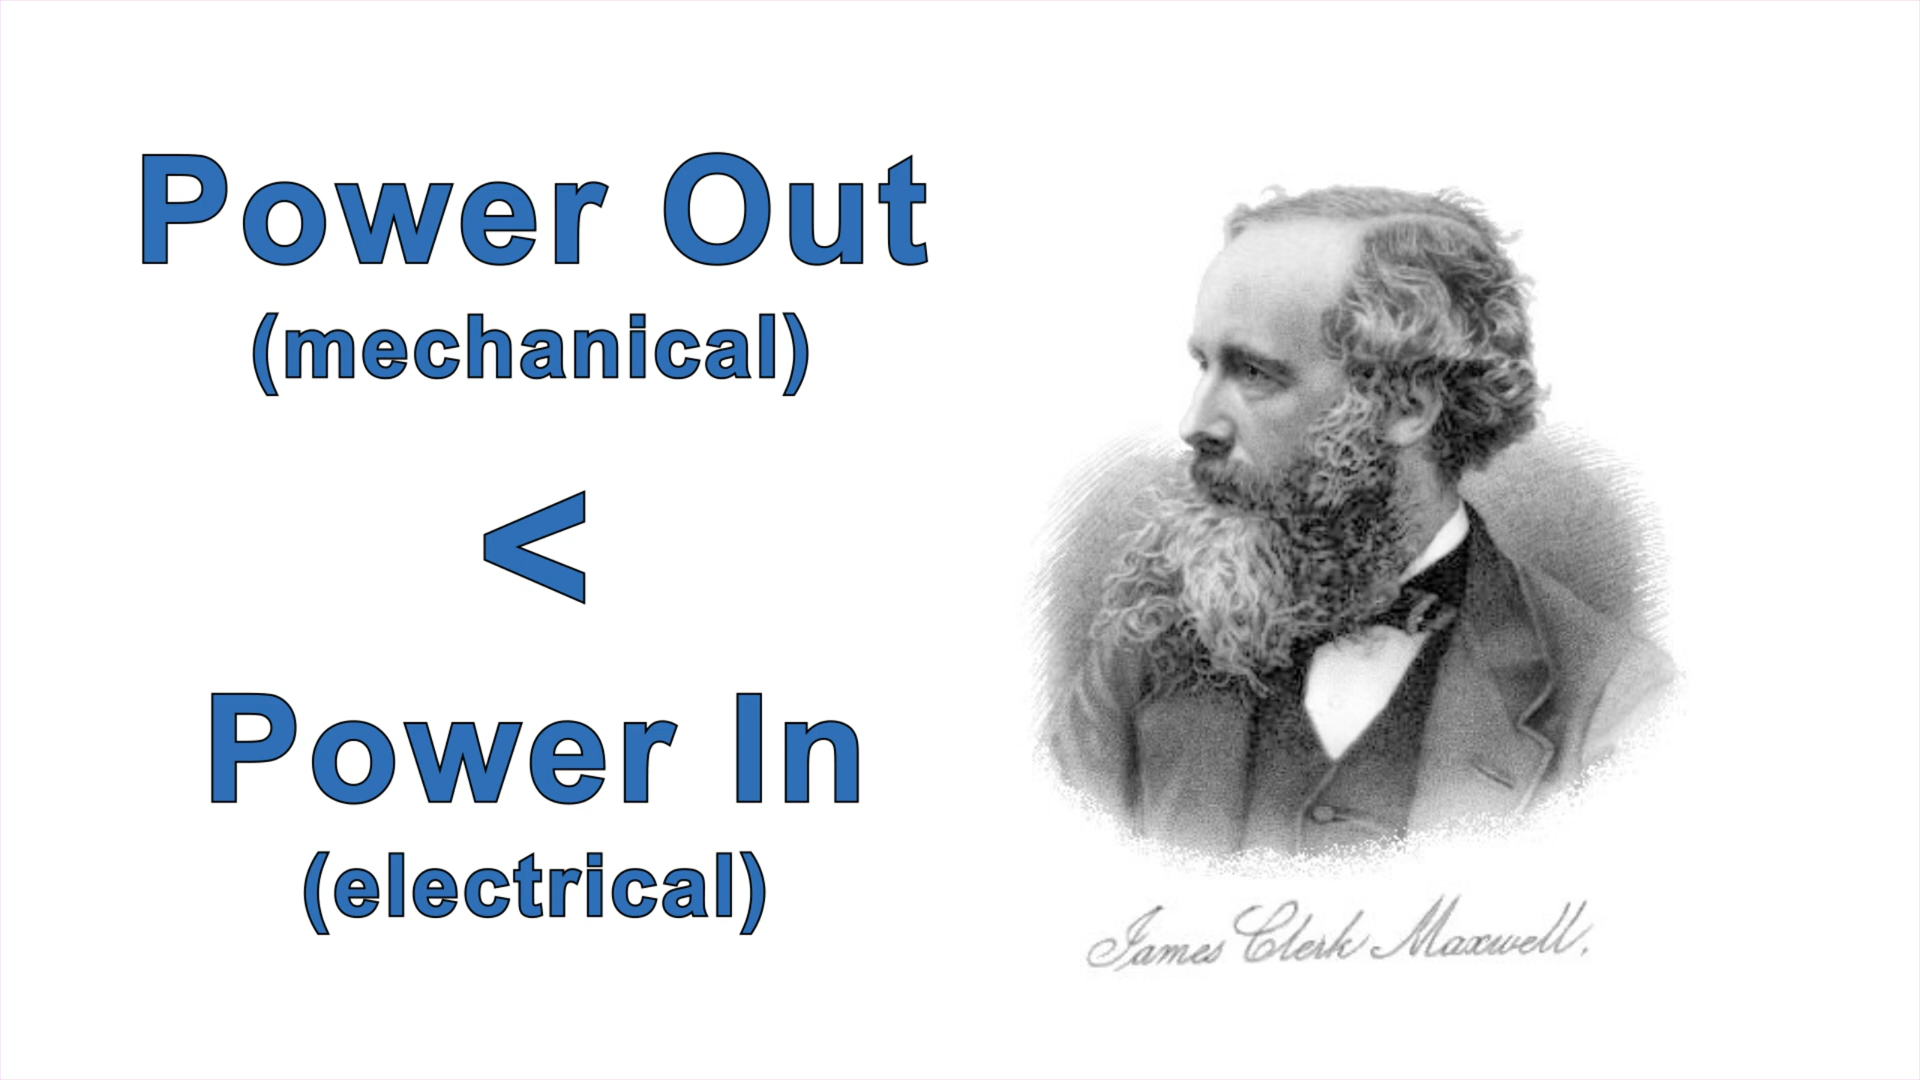 Power Out
(mechanical)
<
Power In
(electrical)
James Clerk Maxwell.